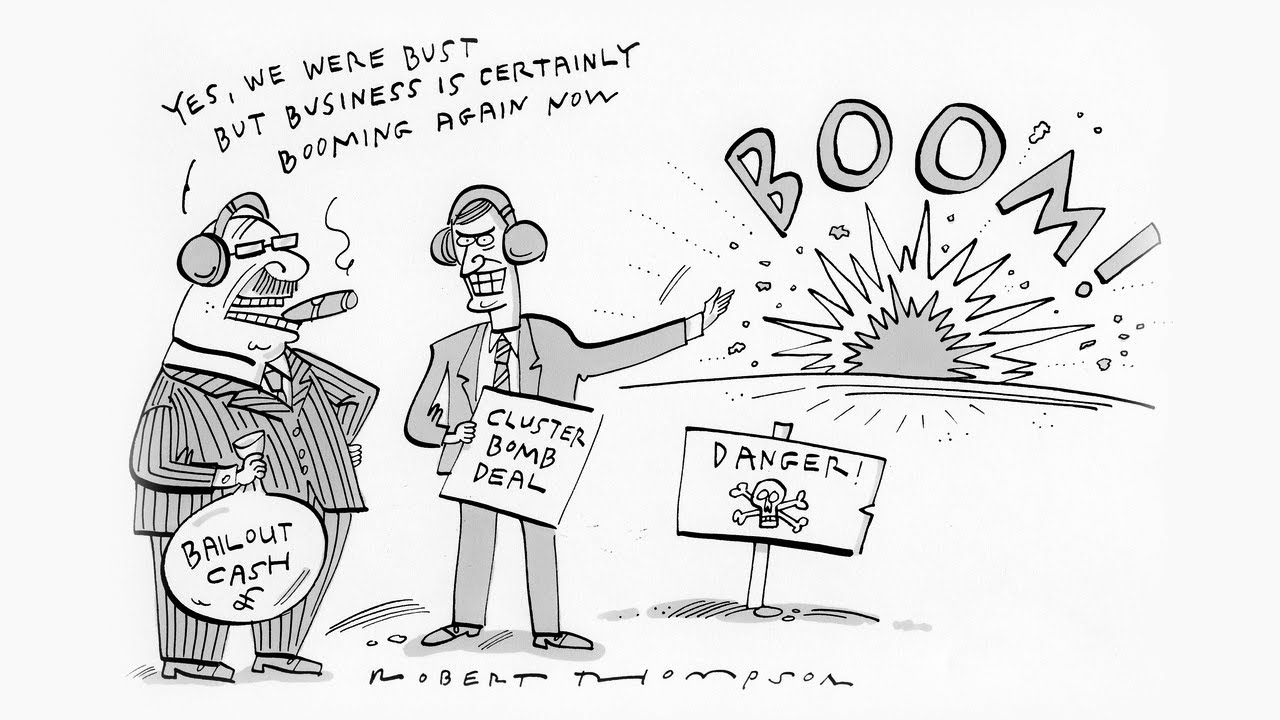 YES, WE WERE BUST
BUT BUSINESS IS CERTAINLY
BOOMING AGAIN NOW
BOOM!
CLUSTER
BOMB
DEAL
DANGER!
BAILOUT
CASH
£
ROBERT THOMPSON